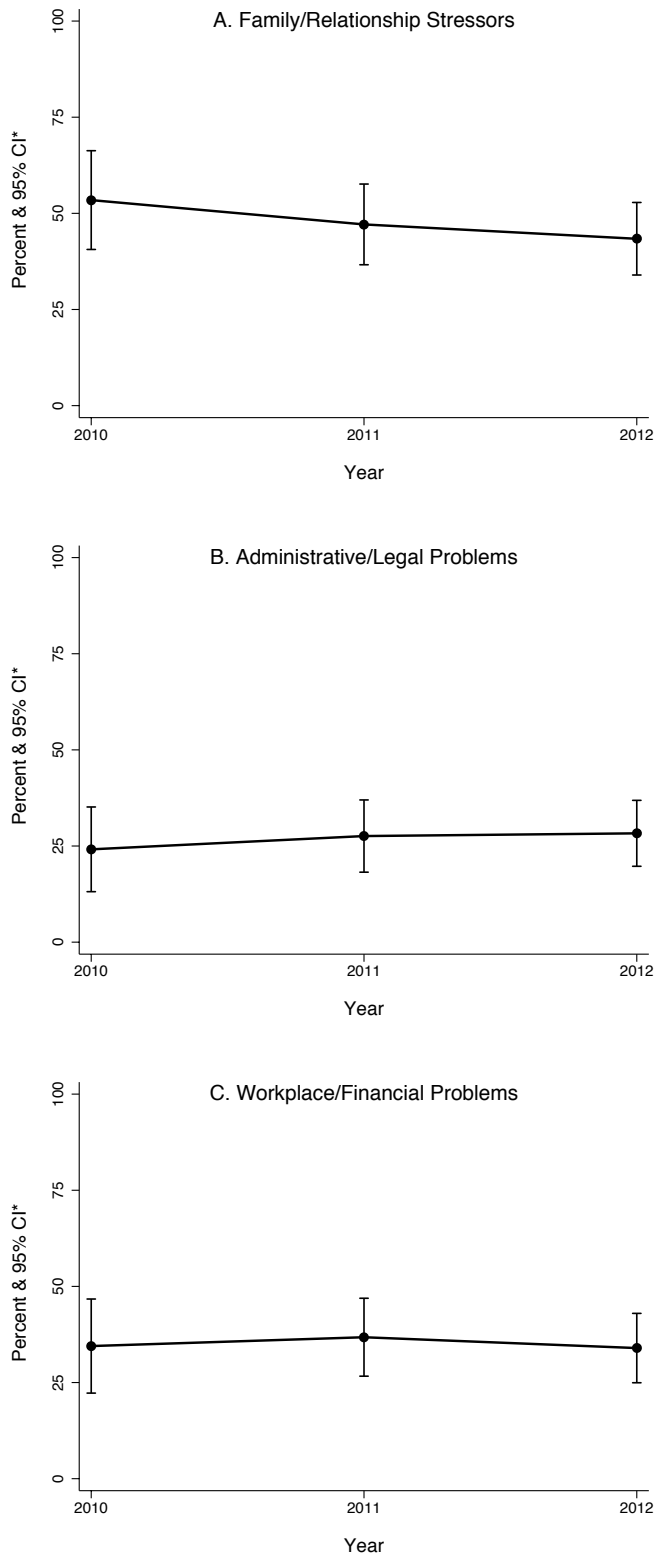 A. Family/Relationship Stressors
100
75
50
25
0
Percent & 95% CI*
2010 2011 2012
Year
B. Administrative/Legal Problems
100
75
50
25
0
Percent & 95% CI*
2010 2011 2012
Year
C. Workplace/Financial Problems
100
75
50
25
0
Percent & 95% CI*
2010 2011 2012
Year